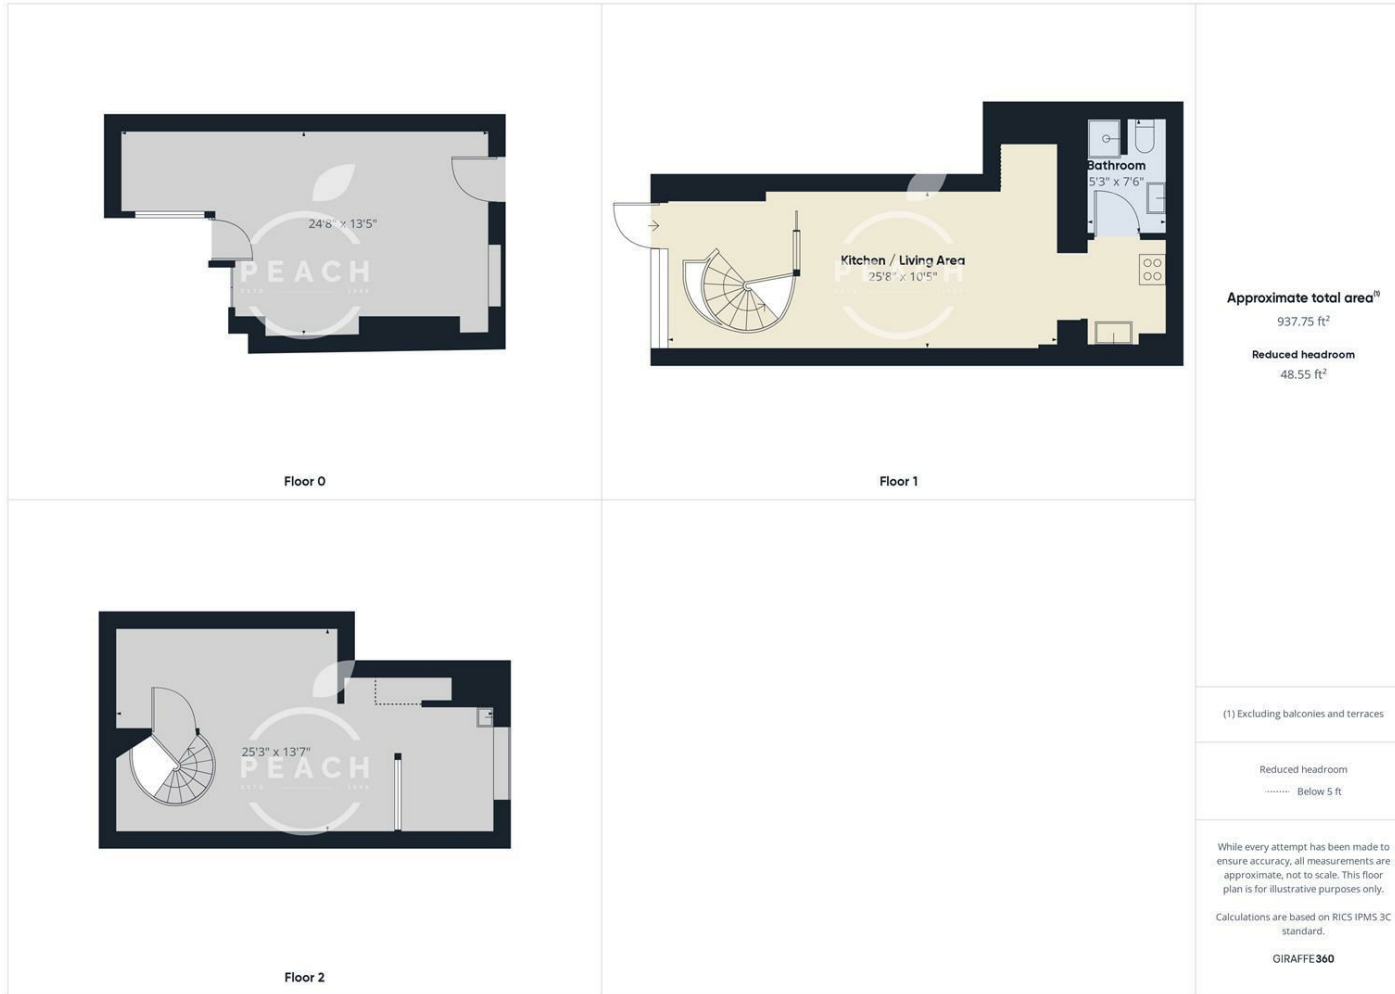 24'8" x 13'5"
PEACH
Floor 0
Bathroom
5'3" x 7'6"
Kitchen / Living Area
25'8" x 10'5"
PEACH
Floor 1
25'3" x 13'7"
PEACH
Floor 2
Approximate total area(1)
937.75 ft²
Reduced headroom
48.55 ft²
(1) Excluding balconies and terraces
Reduced headroom
Below 5 ft
While every attempt has been made to
ensure accuracy, all measurements are
approximate, not to scale. This floor
plan is for illustrative purposes only.
Calculations are based on RICS IPMS 3C
standard.
GIRAFFE360